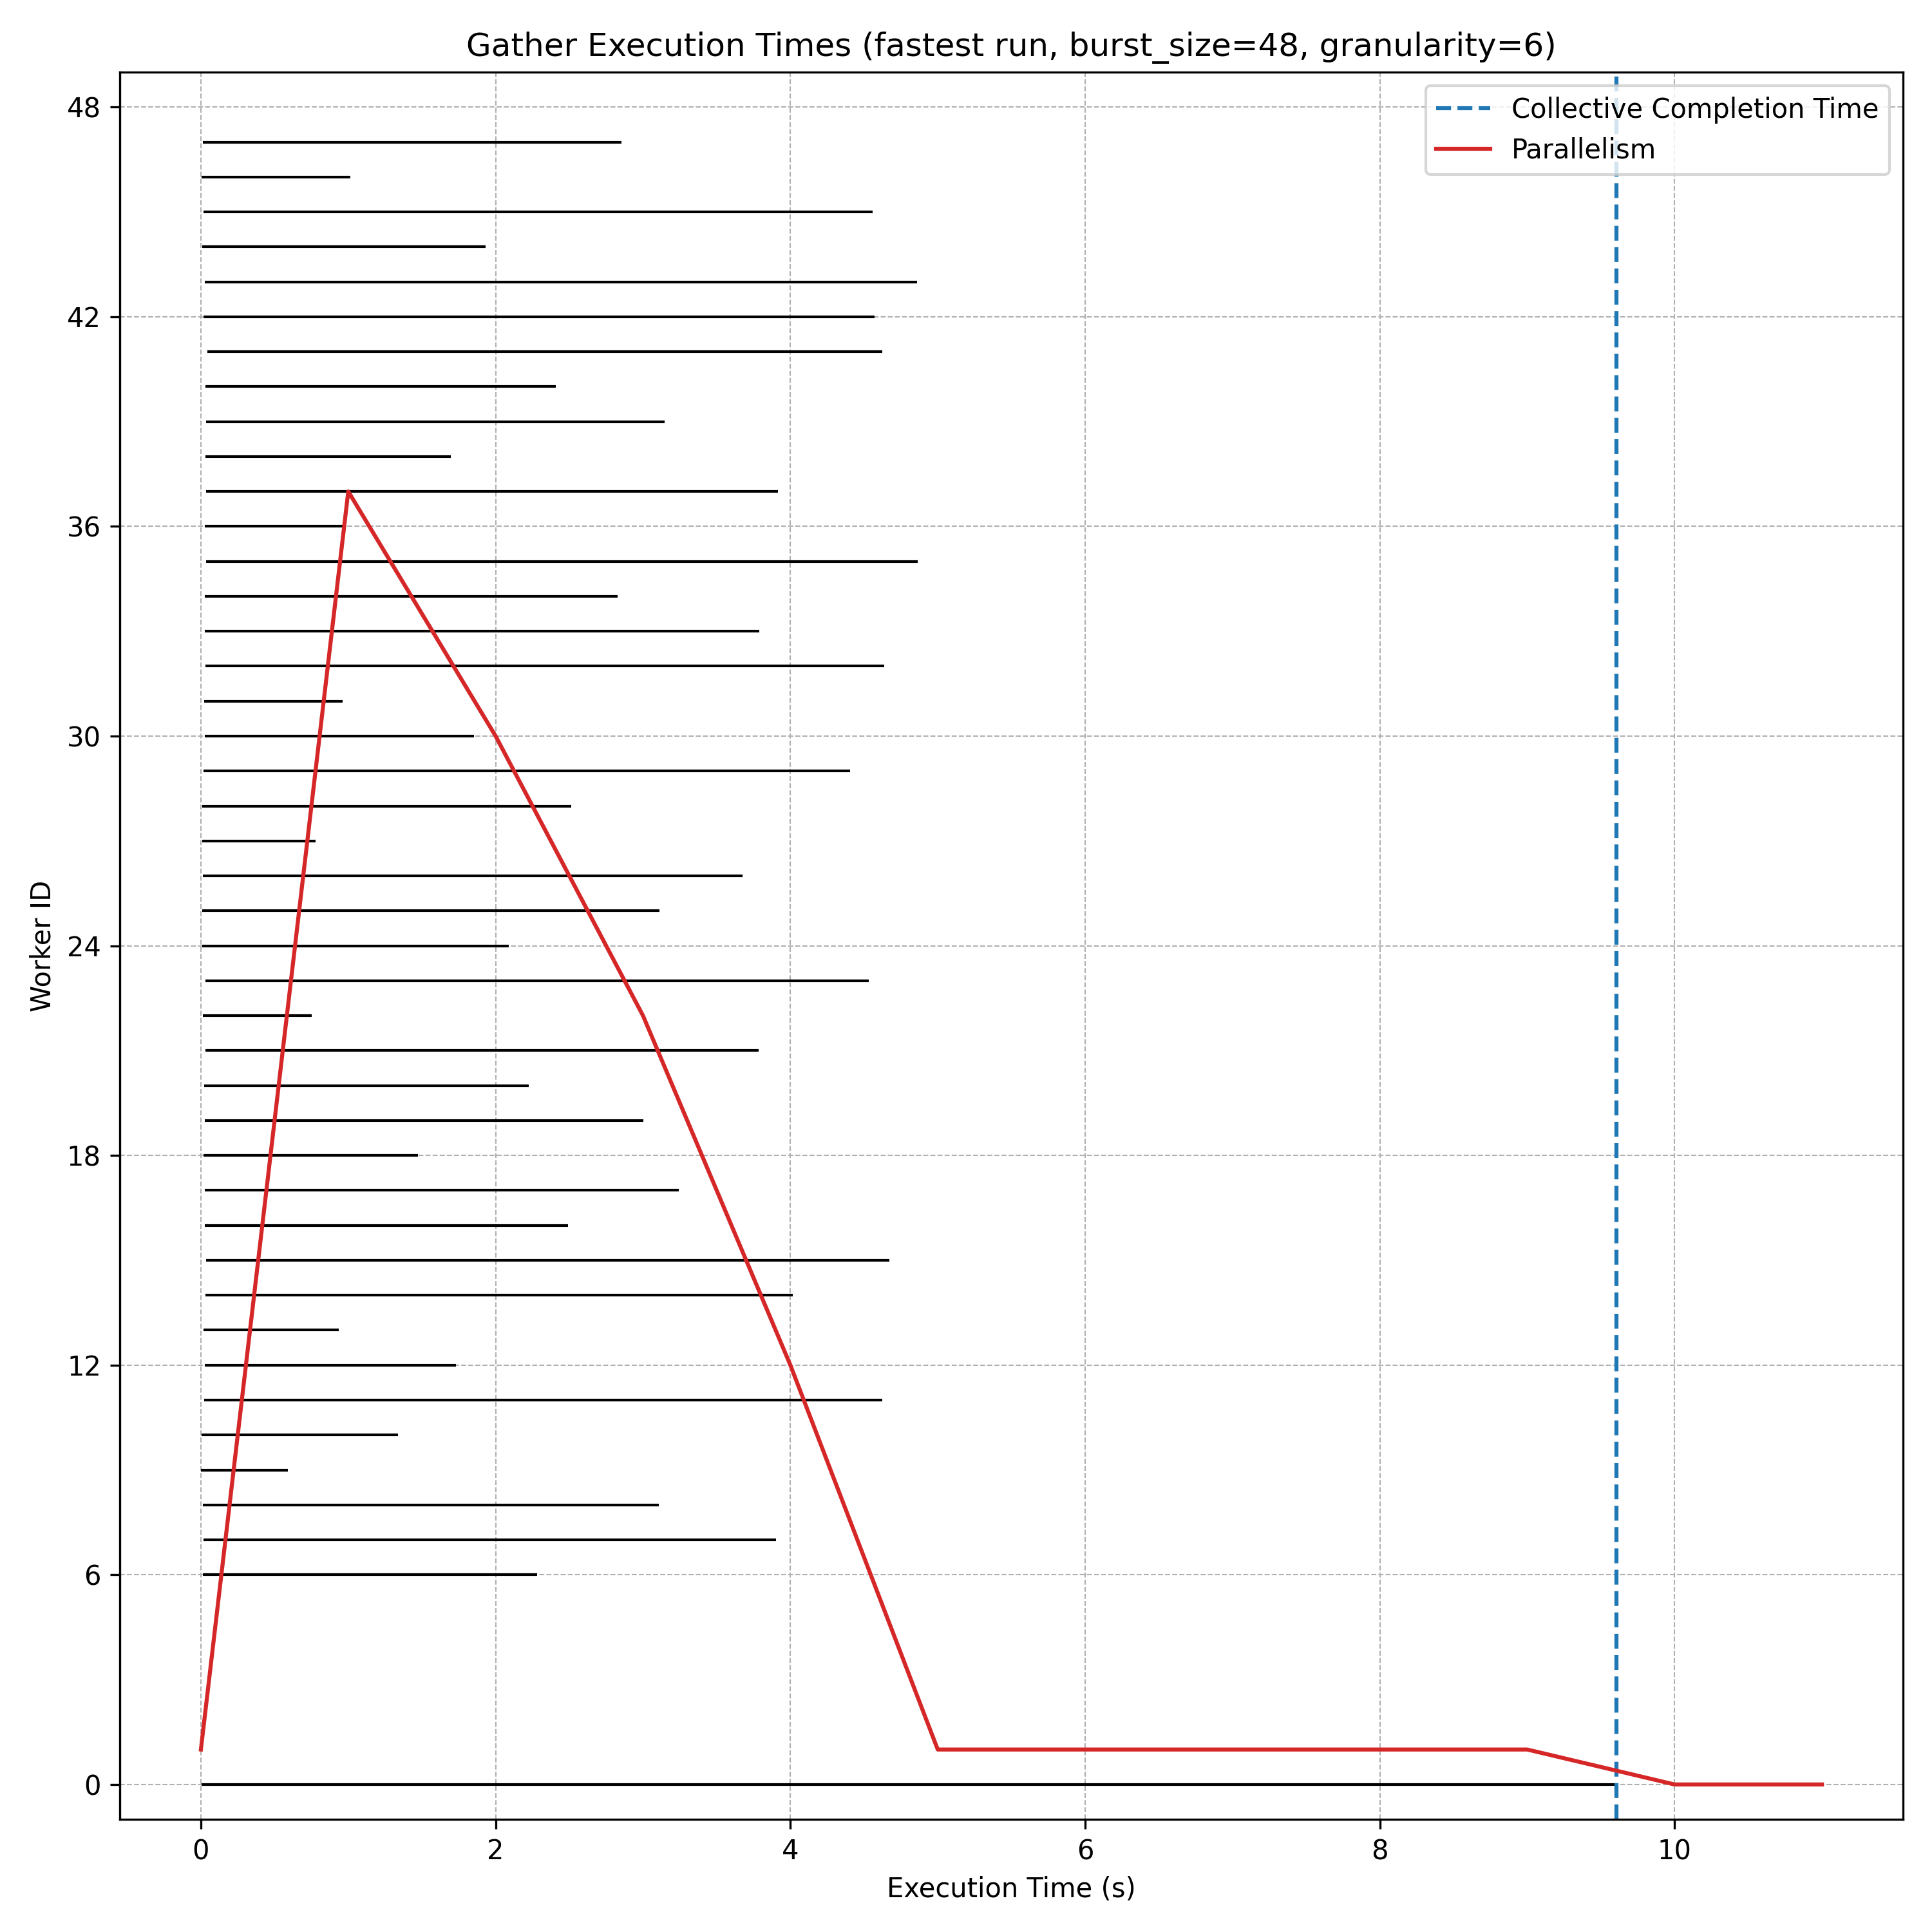 Gather Execution Times (fastest run, burst_size=48, granularity=6)
Collective Completion Time
Parallelism
48
42
36
30
24
18
12
6
0
Worker ID
0 2 4 6 8 10
Execution Time (s)